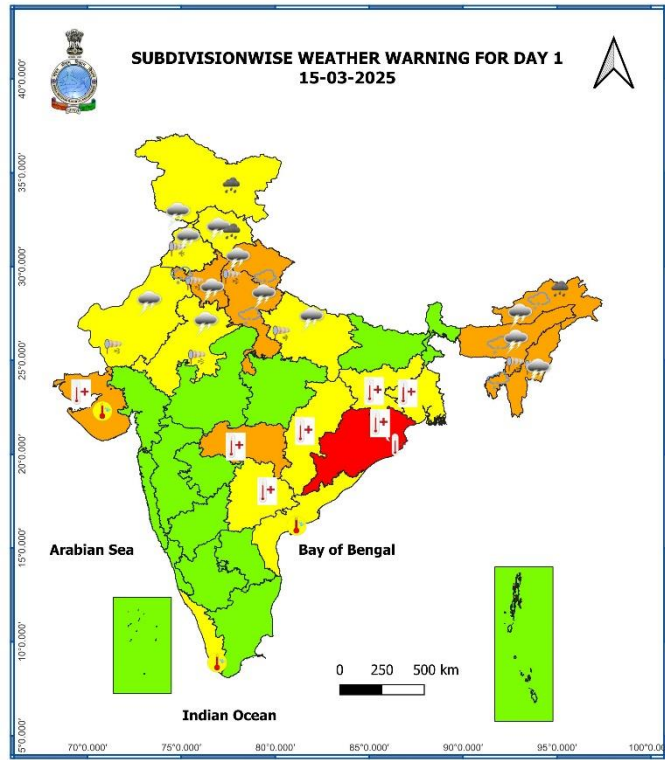 SUBDIVISIONWISE WEATHER WARNING FOR DAY 1
15-03-2025
40°0.000'
35°0.000'
30°0.000'
25°0.000'
20°0.000'
15°0.000'
10°0.000'
5°0.000'
Arabian Sea
Bay of Bengal
0 250 500 km
Indian Ocean
70°0.000' 75°0.000' 80°0.000' 85°0.000' 90°0.000' 95°0.000' 100°0.00